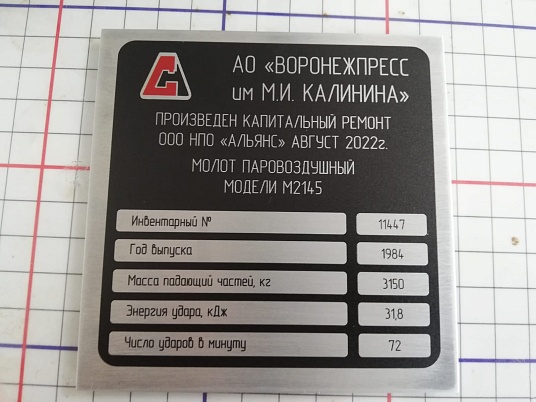 АО «ВОРОНЕЖПРЕСС
им М.И. КАЛИНИНА»
ПРОИЗВЕДЕН КАПИТАЛЬНЫЙ РЕМОНТ
ООО НПО «АЛЬЯНС» АВГУСТ 2022г.
МОЛОТ ПАРОВОЗДУШНЫЙ
МОДЕЛИ М2145
Инвентарный № 11447
Год выпуска 1984
Масса падающий частей, кг 3150
Энергия удара, кДж 31,8
Число ударов в минуту 72